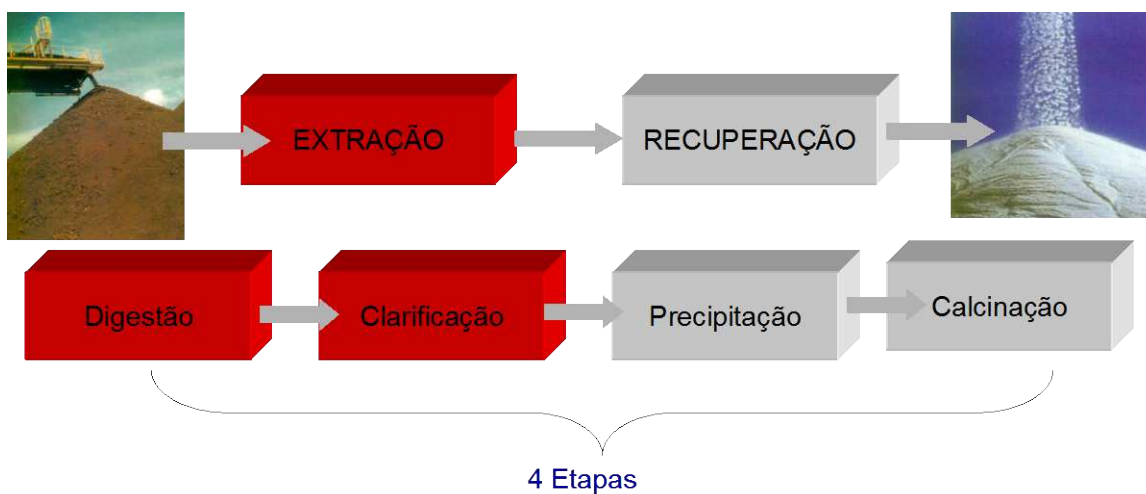 EXTRAÇÃO
RECUPERAÇÃO
Digestão
Clarificação
Precipitação
Calcinação
4 Etapas